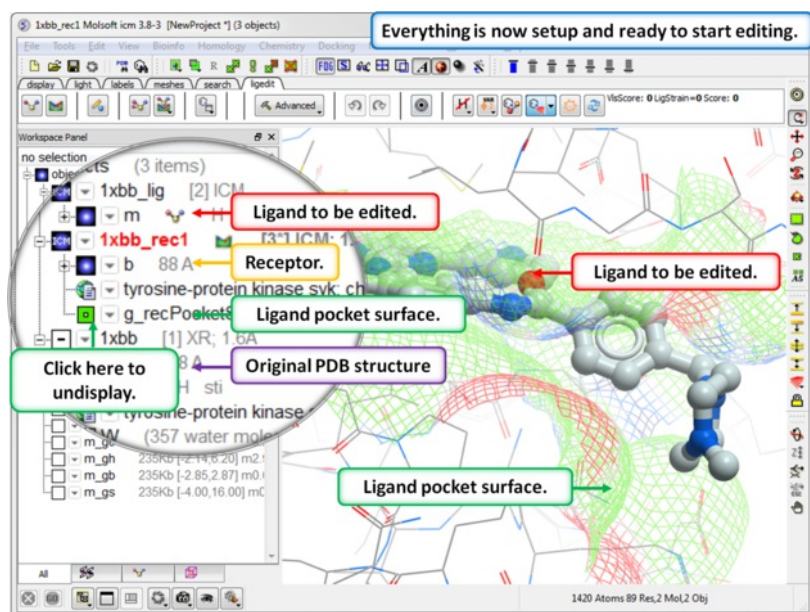 1xbb_rec1 Molsoft icm 3.8-3 [NewProject *] (3 objects)
Everything is now setup and ready to start editing.
File Tools Edit View Bioinfo Homology Chemistry Docking
display light labels meshes search ligedit
Advanced
VlsScore: 0 LigStrain=0 Score: 0
Workspace Panel
no selection
(3 items)
1xbb_lig [2] ICM
m
Ligand to be edited.
1xbb_rec1
b 88 A
Receptor.
Ligand to be edited.
tyrosine-protein kinase syk; ch
g_recPocket
Ligand pocket surface.
1xbb [1] XR; 1.6A
Click here to
undisplay.
Original PDB structure
H sti
tyrosine-protein kinase
W (357 water mole
m_gc
m_gh 235Kb [-2.14,6.20]
m_gb 235Kb [-2.85,2.87] m0.
m_gs 235Kb [-4.00,16.00] m0
Ligand pocket surface.
All
1420 Atoms 89 Res,2 Mol,2 Obj